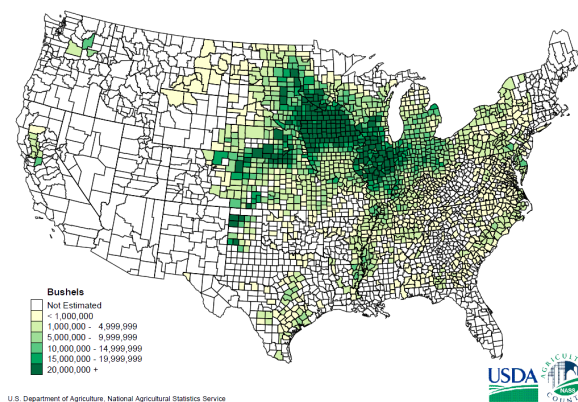 Bushels
Not Estimated
< 1,000,000
1,000,000 - 4,999,999
5,000,000 - 9,999,999
10,000,000 - 14,999,999
15,000,000 - 19,999,999
20,000,000 +
USDA
AGRICULT
NASS
COUNT
U.S. Department of Agriculture, National Agricultural Statistics Service